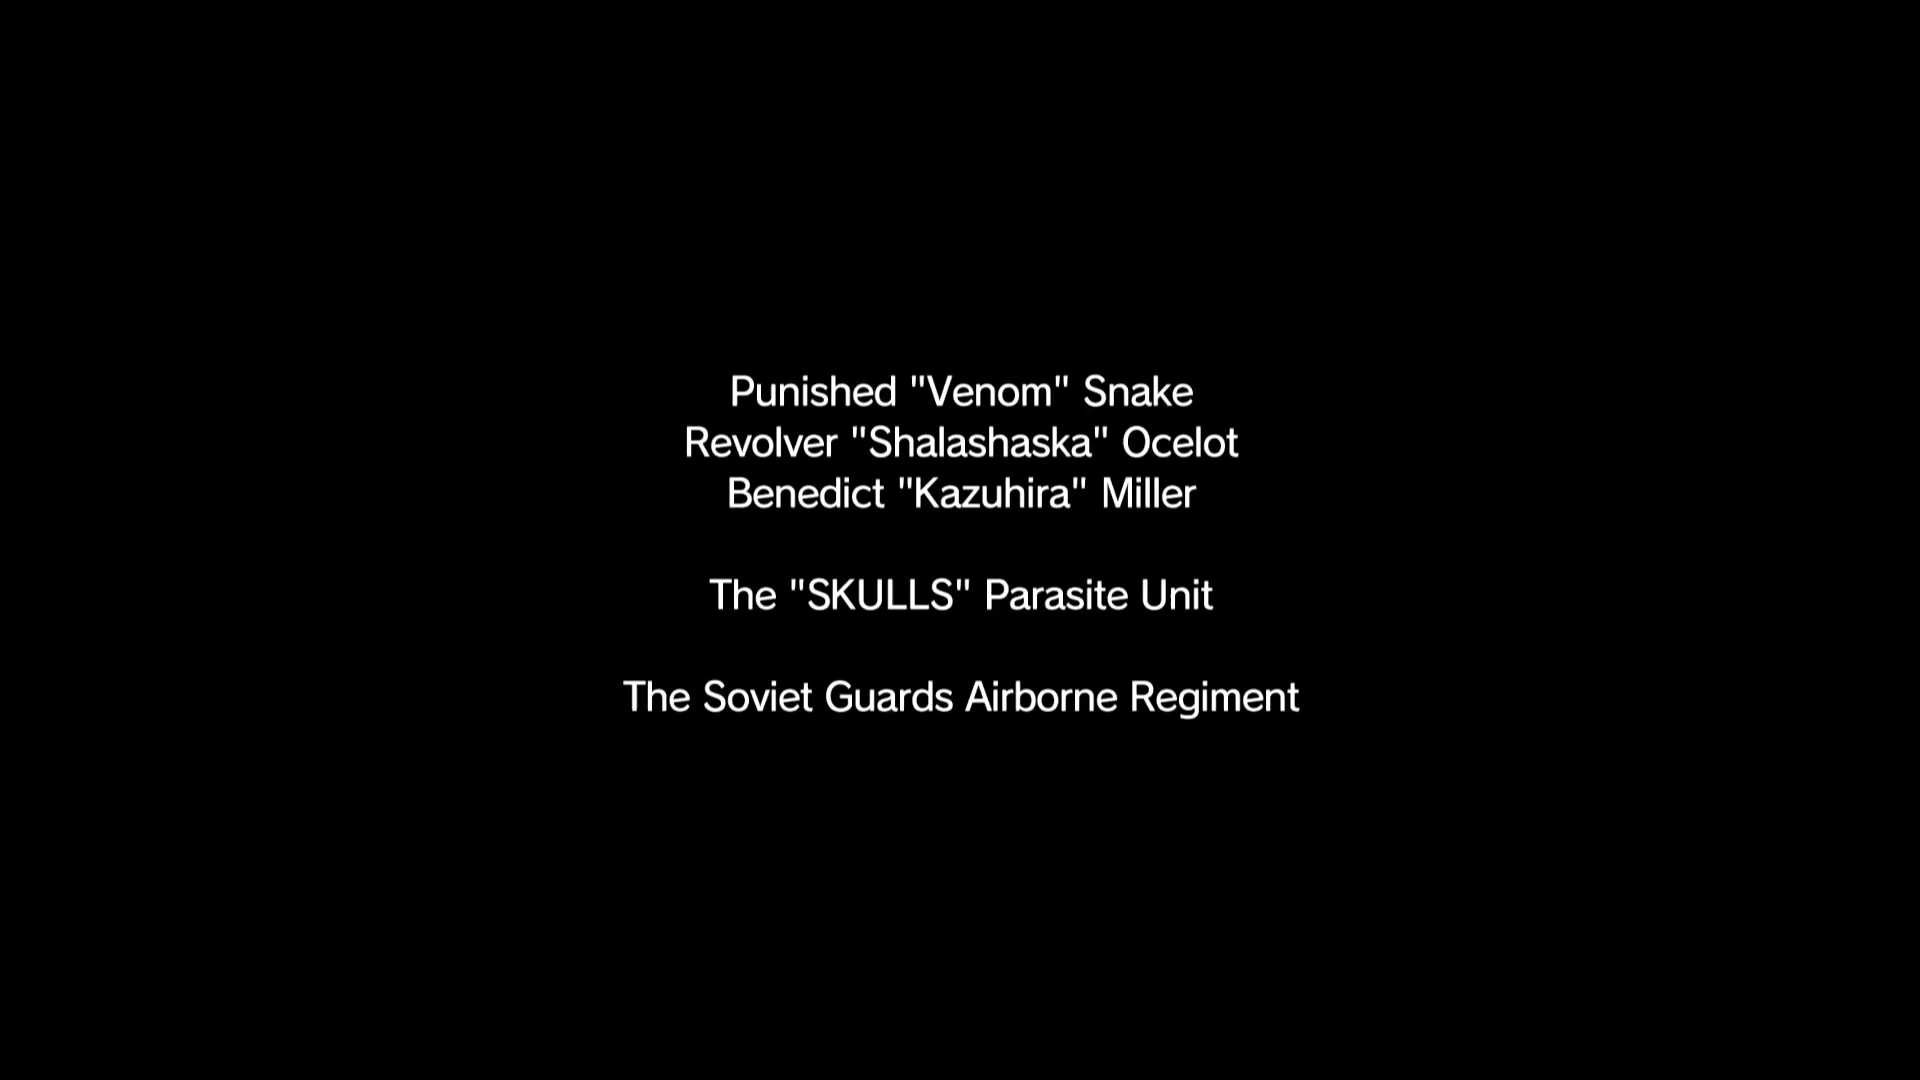 Punished "Venom" Snake
Revolver "Shalashaska" Ocelot
Benedict "Kazuhira" Miller
The "SKULLS" Parasite Unit
The Soviet Guards Airborne Regiment